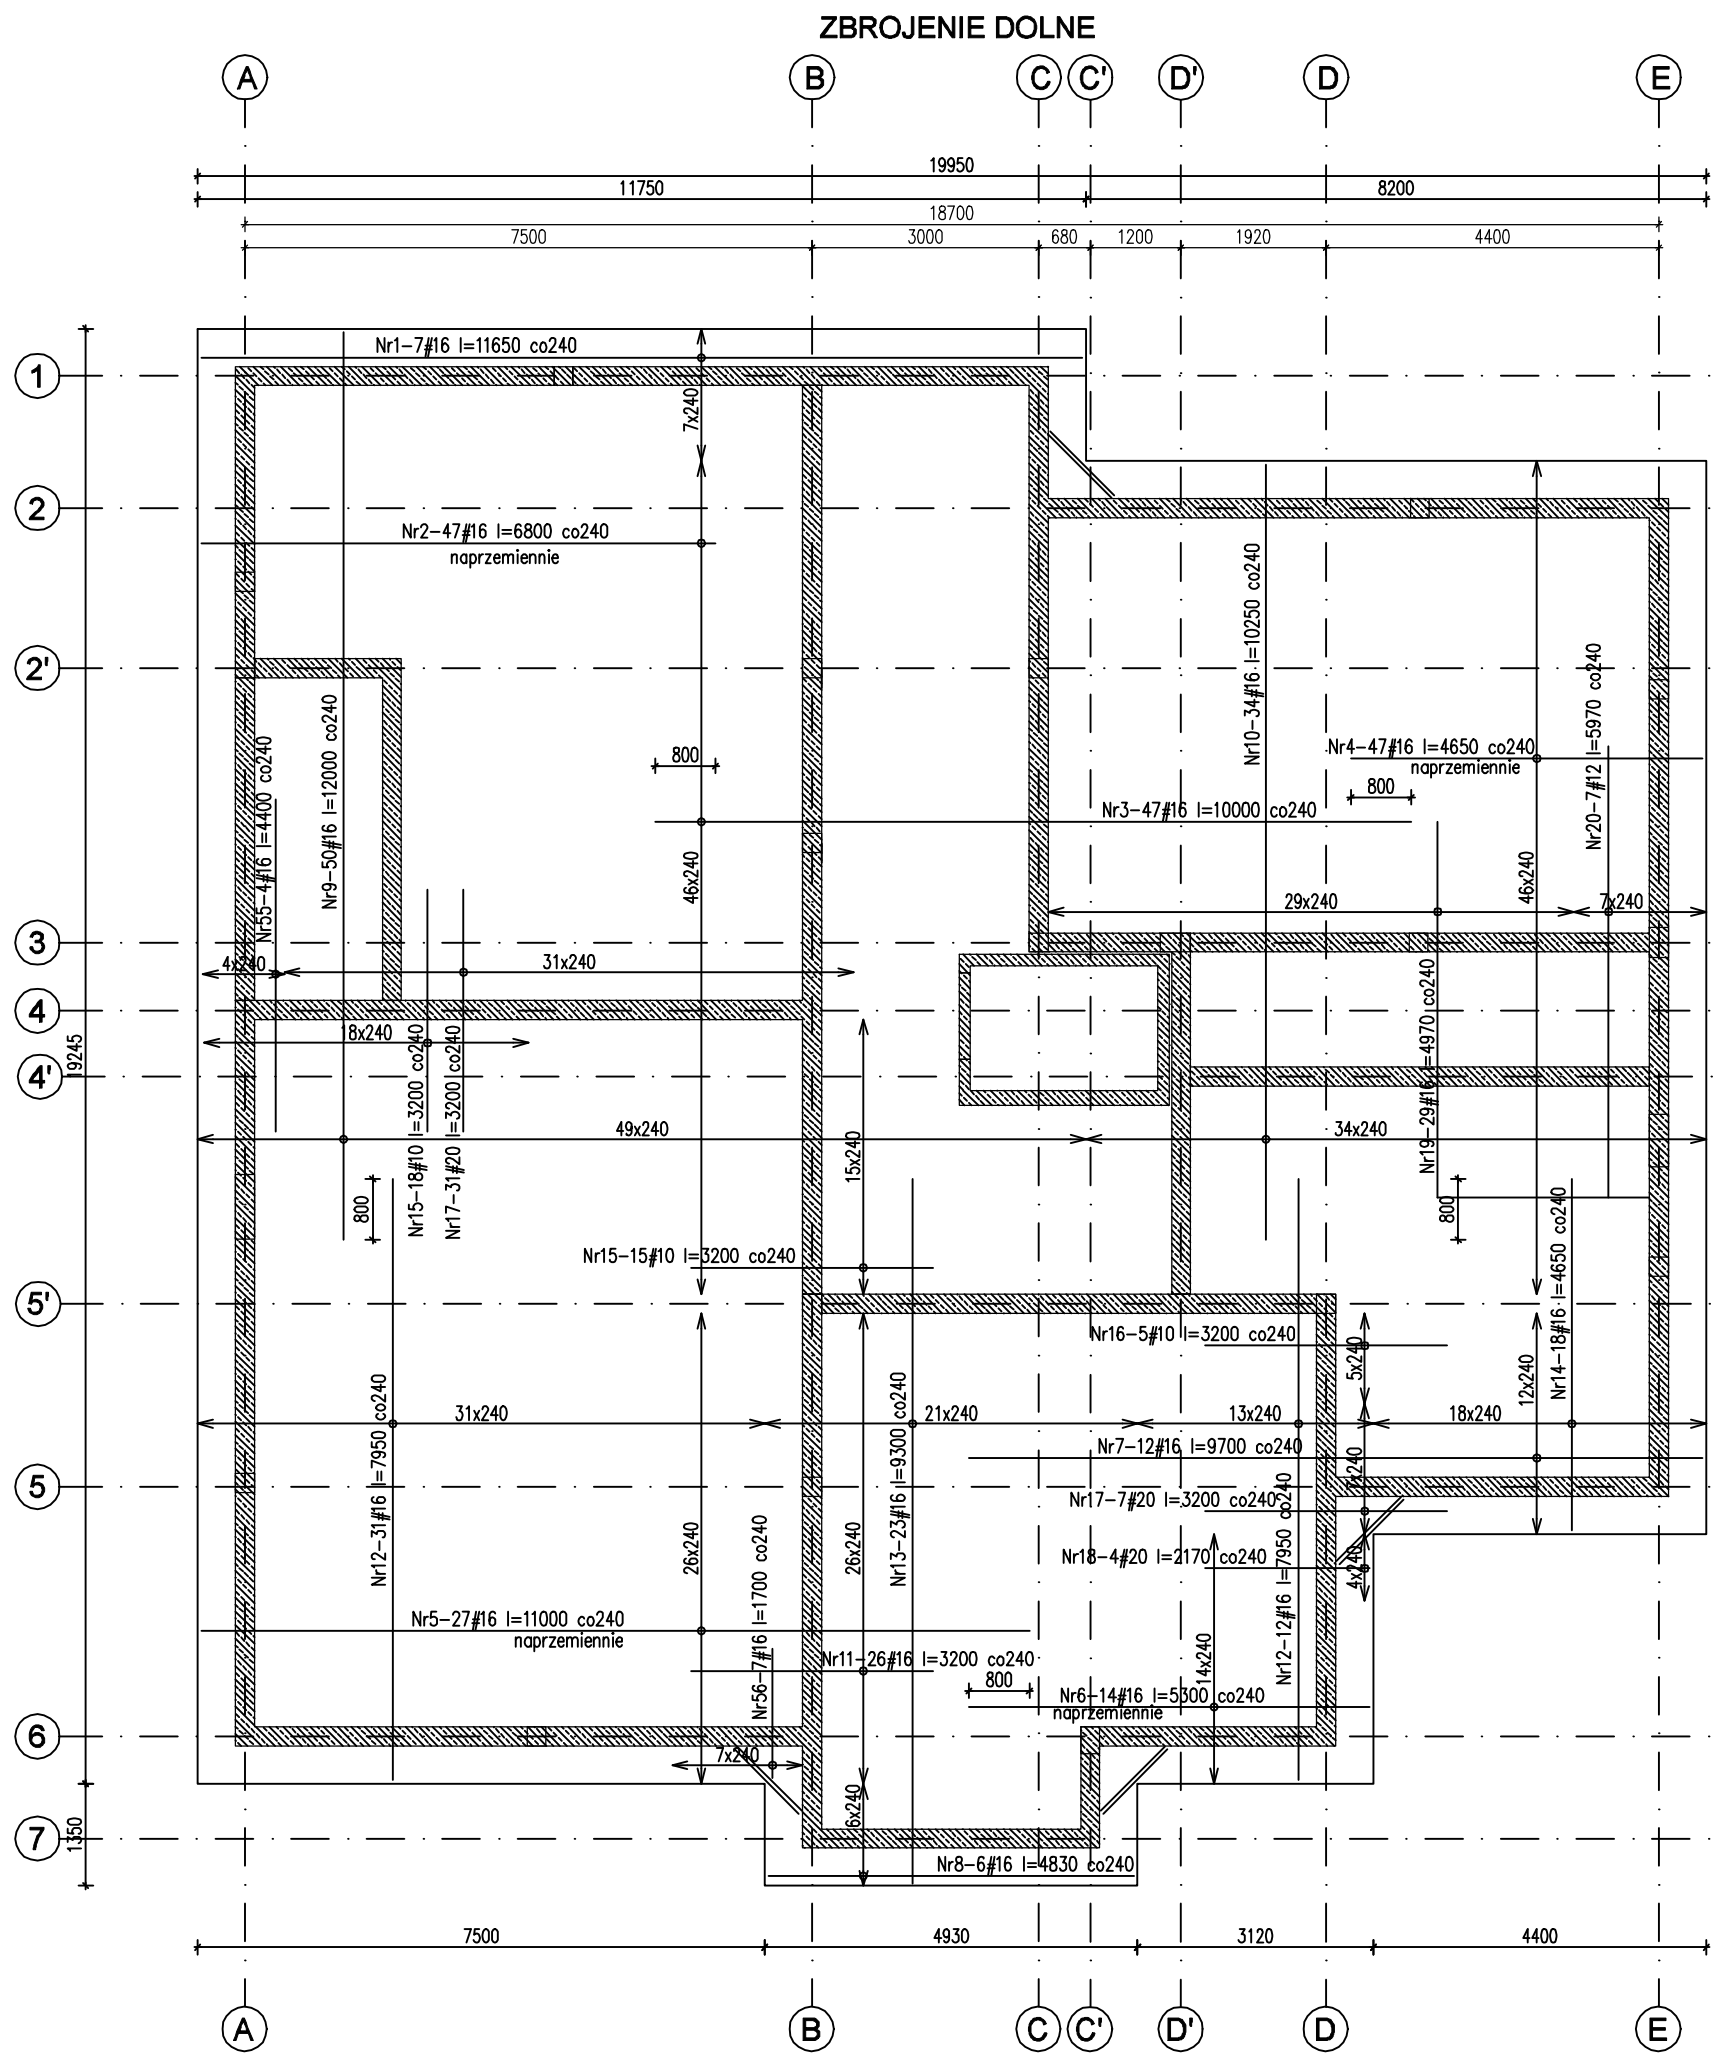 ZBROJENIE DOLNE
A B C C' D' D E
19950
11750 8200
18700
7500 3000 680 1200 1920 4400
Nr1-7#16 l=11650 co240
1
7x240
2
Nr2-47#16 l=6800 co240
naprzemiennie
Nr10-34#16 l=10250 co240
2'
Nr55-4#16 l=4400 co240
Nr9-50#16 l=12000 co240
800
Nr4-47#16 l=4650 co240
naprzemiennie
800
Nr20-7#12 l=5970 co240
Nr3-47#16 l=10000 co240
46x240
46x240
29x240 7x240
3
4x240 31x240
4
18x240
19245
4'
Nr15-18#10 l=3200 co240
Nr17-31#20 l=3200 co240
Nr19-29#16 l=4970 co240
49x240 34x240
15x240
800
800
Nr14-18#16 l=4650 co240
Nr15-15#10 l=3200 co240
5'
Nr16-5#10 l=3200 co240
5x240
12x240
31x240 21x240 13x240 18x240
Nr12-31#16 l=7950 co240
Nr13-23#16 l=9300 co240
Nr7-12#16 l=9700 co240
7x240
5
Nr17-7#20 l=3200 co240
26x240
26x240
Nr18-4#20 l=2170 co240
4x240
Nr12-12#16 l=7950 co240
Nr5-27#16 l=11000 co240
naprzemiennie
Nr56-7#16 l=1700 co240
Nr11-26#16 l=3200 co240
14x240
800
Nr6-14#16 l=5300 co240
naprzemiennie
6
7x240
6x240
7
1350
Nr8-6#16 l=4830 co240
7500 4930 3120 4400
A B C C' D' D E